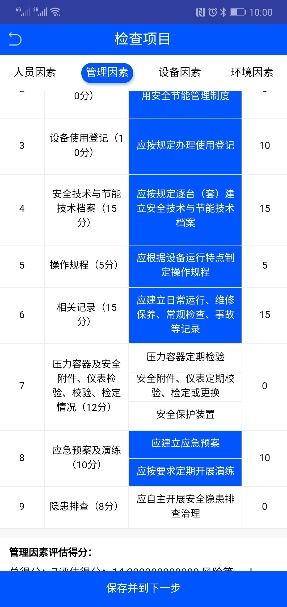 10:00
检查项目
人员因素 管理因素 设备因素 环境因素
0分）
用安全节能管理制度
3
设备使用登记（1
0分）
应按规定办理使用登记
10
4
安全技术与节能
技术档案（15
分）
应按规定逐台（套）建
立安全技术与节能技术
档案
15
5
操作规程（5分）
应根据设备运行特点制
定操作规程
5
6
相关记录（15
分）
应建立日常运行、维修
保养、常规检查、事故
等记录
15
7
压力容器及安全
附件、仪表检
验、校验、检定
情况（12分）
压力容器定期检验
安全附件、仪表定期校
验、检定或更换
安全保护装置
0
8
应急预案及演练
（10分）
应建立应急预案
应按要求定期开展演练
10
9
隐患排查（8分）
应自主开展安全隐患排
查治理
0
管理因素评估得分：
保存并到下一步